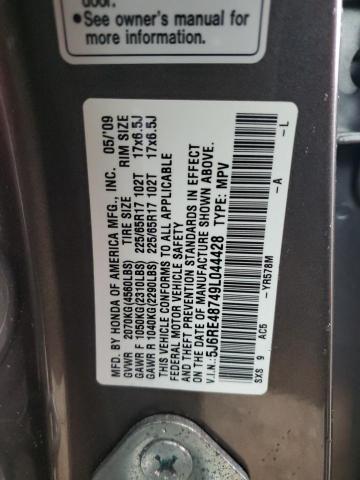 door.
• See owner's manual for
more information.
MFD. BY HONDA OF AMERICA MFG., INC. 05/'09
GVWR 2070KG(4560LBS) TIRE SIZE RIM SIZE
GAWR F 1050KG(2310LBS) 225/65R17 102T 17x6.5J
GAWR R 1040KG(2290LBS) 225/65R17 102T 17x6.5J
THIS VEHICLE CONFORMS TO ALL APPLICABLE
FEDERAL MOTOR VEHICLE SAFETY
AND THEFT PREVENTION STANDARDS IN EFFECT
ON THE DATE OF MANUFACTURE SHOWN ABOVE.
V.I.N.: 5J6RE48749L044428 TYPE: MPV
SXS 9 AC5 —YR578M —A —L